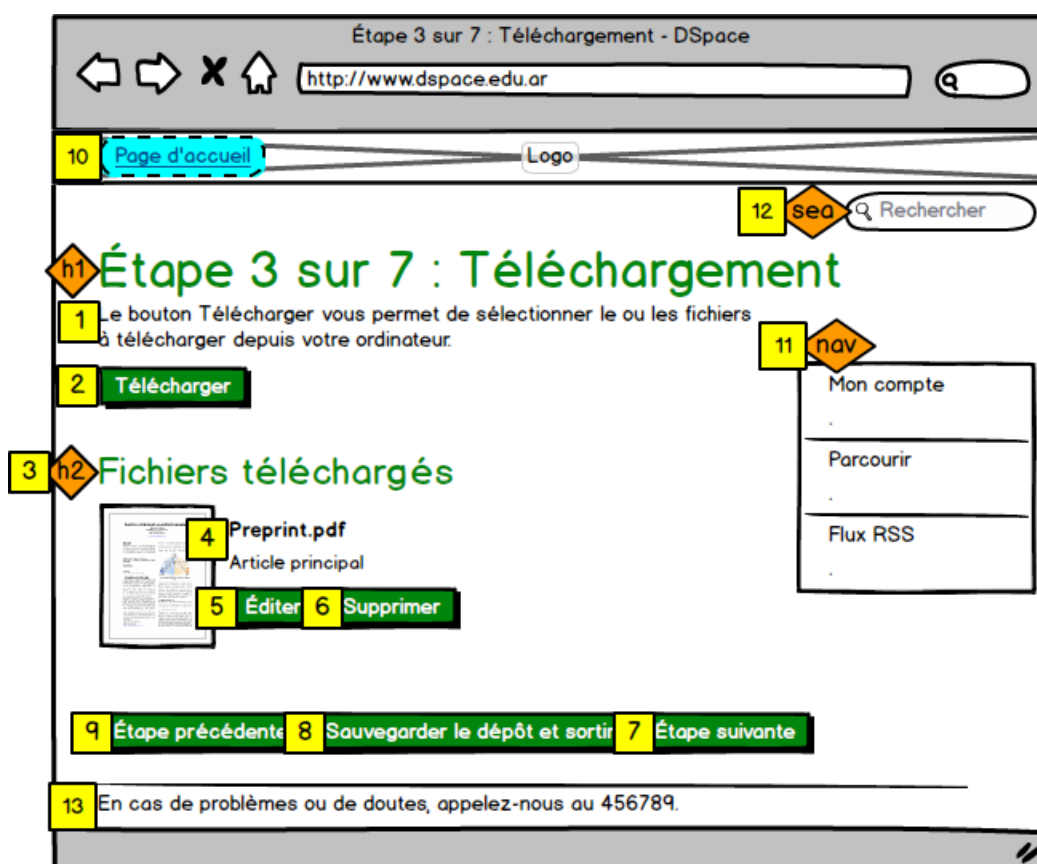 Étape 3 sur 7 : Téléchargement - DSpace
http://www.dspace.edu.ar
10 Page d'accueil Logo
12 sea Rechercher
h1 Étape 3 sur 7 : Téléchargement
1 Le bouton Télécharger vous permet de sélectionner le ou les fichiers
à télécharger depuis votre ordinateur.
11 nav
2 Télécharger
Mon compte
.
Parcourir
.
Flux RSS
.
3 h2 Fichiers téléchargés
4 Preprint.pdf
Article principal
5 Éditer 6 Supprimer
9 Étape précédente 8 Sauvegarder le dépôt et sortir 7 Étape suivante
13 En cas de problèmes ou de doutes, appelez-nous au 456789.